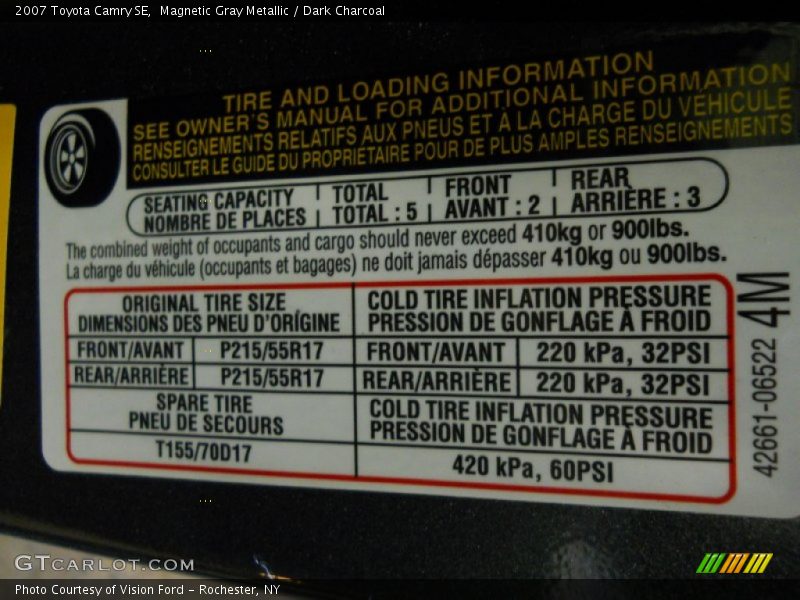 2007 Toyota Camry SE,  Magnetic Gray Metallic / Dark Charcoal
TIRE AND LOADING INFORMATION
SEE OWNER'S MANUAL FOR ADDITIONAL INFORMATION
RENSEIGNEMENTS RELATIFS AUX PNEUS ET À LA CHARGE DU VÉHICULE
CONSULTER LE GUIDE DU PROPRIÉTAIRE POUR DE PLUS AMPLES RENSEIGNEMENTS
SEATING CAPACITY | TOTAL | FRONT | REAR
NOMBRE DE PLACES | TOTAL : 5 | AVANT : 2 | ARRIÈRE : 3
The combined weight of occupants and cargo should never exceed 410kg or 900lbs.
La charge du véhicule (occupants et bagages) ne doit jamais dépasser 410kg ou 900lbs.
ORIGINAL TIRE SIZE COLD TIRE INFLATION PRESSURE
DIMENSIONS DES PNEU D'ORÍGINE PRESSION DE GONFLAGE À FROID
FRONT/AVANT P215/55R17 FRONT/AVANT 220 kPa, 32PSI
REAR/ARRIÈRE P215/55R17 REAR/ARRIÈRE 220 kPa, 32PSI
SPARE TIRE COLD TIRE INFLATION PRESSURE
PNEU DE SECOURS PRESSION DE GONFLAGE À FROID
T155/70D17 420 kPa, 60PSI
42661-06522 4M
GTCARLOT.COM
Photo Courtesy of Vision Ford - Rochester, NY